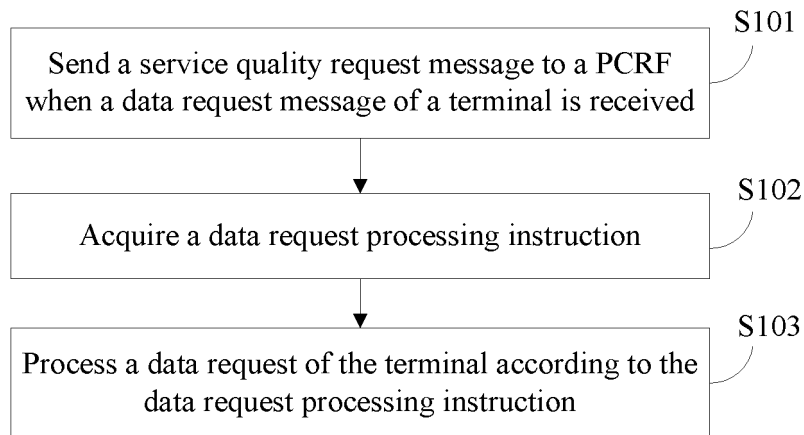 S101
Send a service quality request message to a PCRF
when a data request message of a terminal is received
S102
Acquire a data request processing instruction
S103
Process a data request of the terminal according to the
data request processing instruction